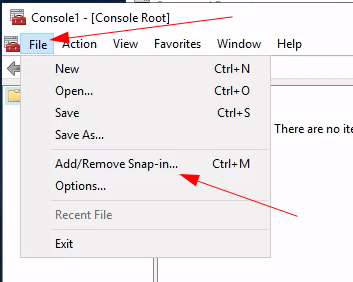 Console1 - [Console Root]
File Action View Favorites Window Help
New Ctrl+N
Open... Ctrl+O
Save Ctrl+S
Save As...
There are no ite
Add/Remove Snap-in... Ctrl+M
Options...
Recent File
Exit